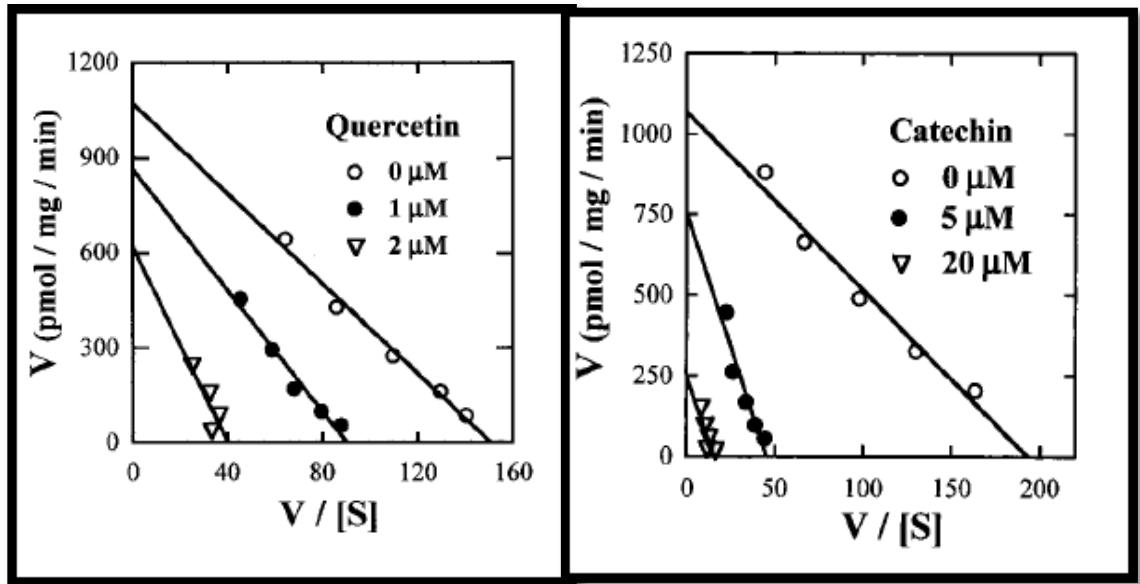 1200
900
600
300
0
V (pmol / mg / min)
Quercetin
0 μM
1 μM
2 μM
0 40 80 120 160
V / [S]
1250
1000
750
500
250
0
V (pmol / mg / min)
Catechin
0 μM
5 μM
20 μM
0 50 100 150 200
V / [S]